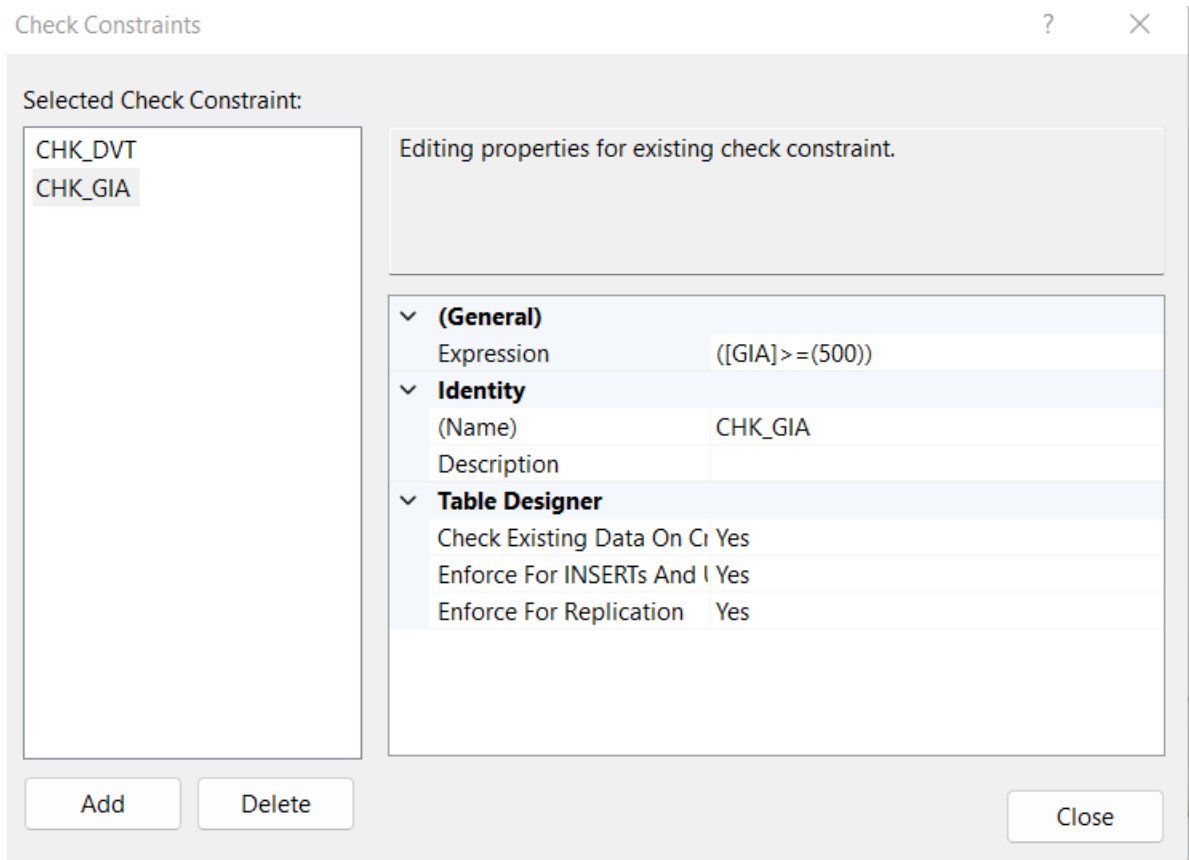 Check Constraints
?
Selected Check Constraint:
CHK_DVT
CHK_GIA
Editing properties for existing check constraint.
(General)
Expression ([GIA]>=(500))
Identity
(Name) CHK_GIA
Description
Table Designer
Check Existing Data On Cr Yes
Enforce For INSERTs And U Yes
Enforce For Replication Yes
Add Delete
Close